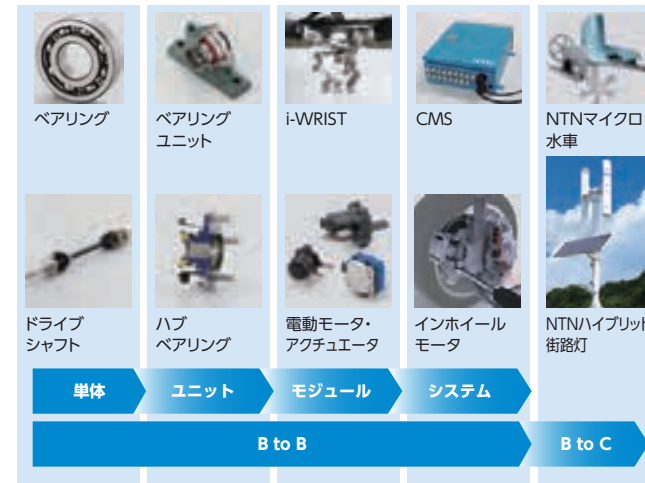 ベアリング
ベアリング
ユニット
i-WRIST
CMS
NTNマイクロ
水車
ドライブ
シャフト
ハブ
ベアリング
電動モータ・
アクチュエータ
インホイール
モータ
NTNハイブリット
街路灯
単体
ユニット
モジュール
システム
B to B
B to C